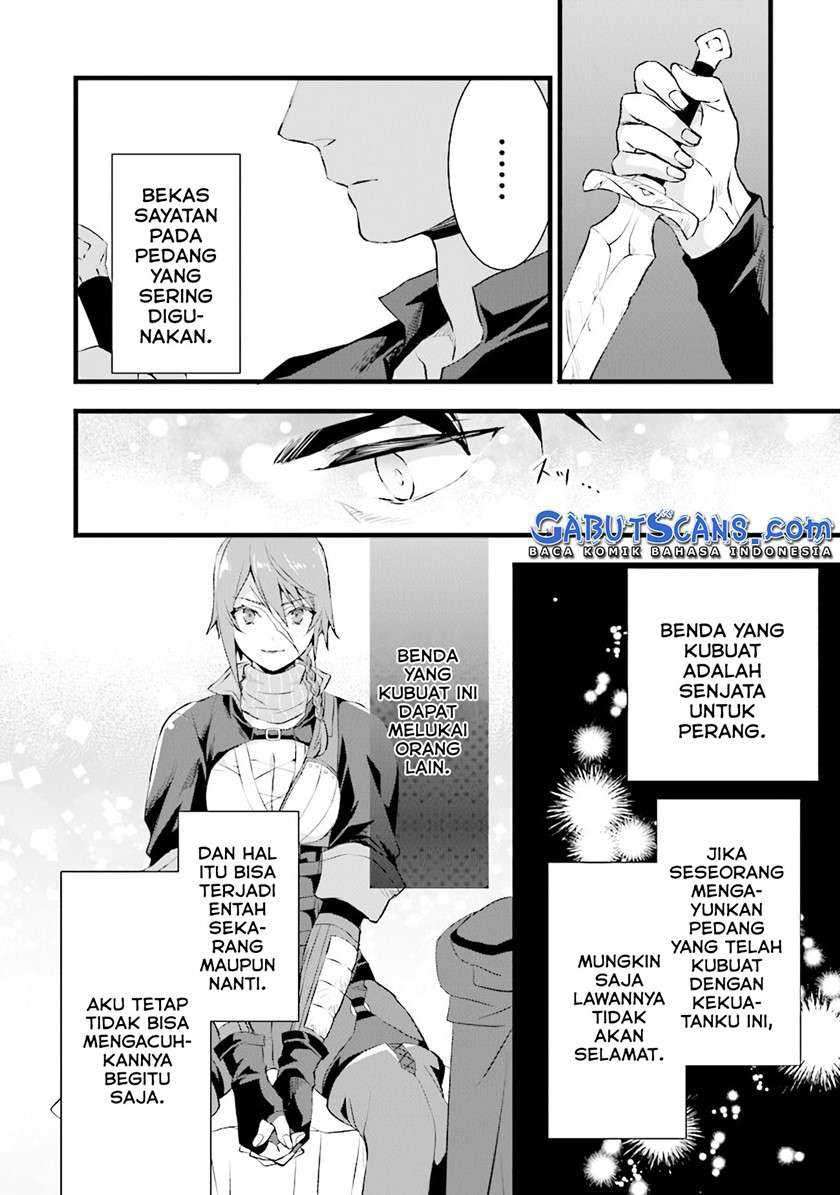 ......
BEKAS
SAYATAN
PADA
PEDANG
YANG
SERING
DIGU-
NAKAN.
ズッ...
GABUTSCANS.com
BACA KOMIK BAHASA INDONESIA
BENDA YANG
KUBUAT
ADALAH
SENJATA
UNTUK
PERANG.
JIKA
SESEORANG
MENGA-
YUNKAN
PEDANG
YANG TELAH
KUBUAT
DENGAN
KEKUA-
TANKU INI,
MUNGKIN
SAJA
LAWANNYA
TIDAK
AKAN
SELAMAT.
BENDA
YANG
KUBUAT INI
DAPAT
MELUKAI
ORANG
LAIN.
DAN HAL
ITU BISA
TERJADI
ENTAH
SEKA-
RANG
MAUPUN
NANTI.
AKU TETAP
TIDAK BISA
MENGACUH-
KANNYA
BEGITU
SAJA.